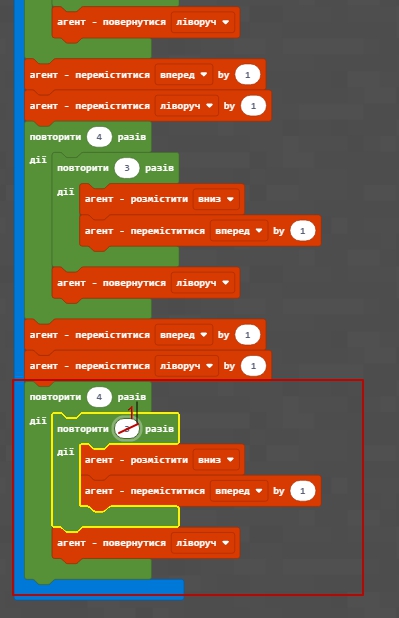 агент - повернутися ліворуч
агент - переміститися вперед by 1
агент - переміститися ліворуч by 1
повторити 4 разів
дії
повторити 3 разів
дії
агент - розмістити вниз
агент - переміститися вперед by 1
агент - повернутися ліворуч
агент - переміститися вперед by 1
агент - переміститися ліворуч by 1
повторити 4 разів
дії
1
повторити 3 разів
дії
агент - розмістити вниз
агент - переміститися вперед by 1
агент - повернутися ліворуч